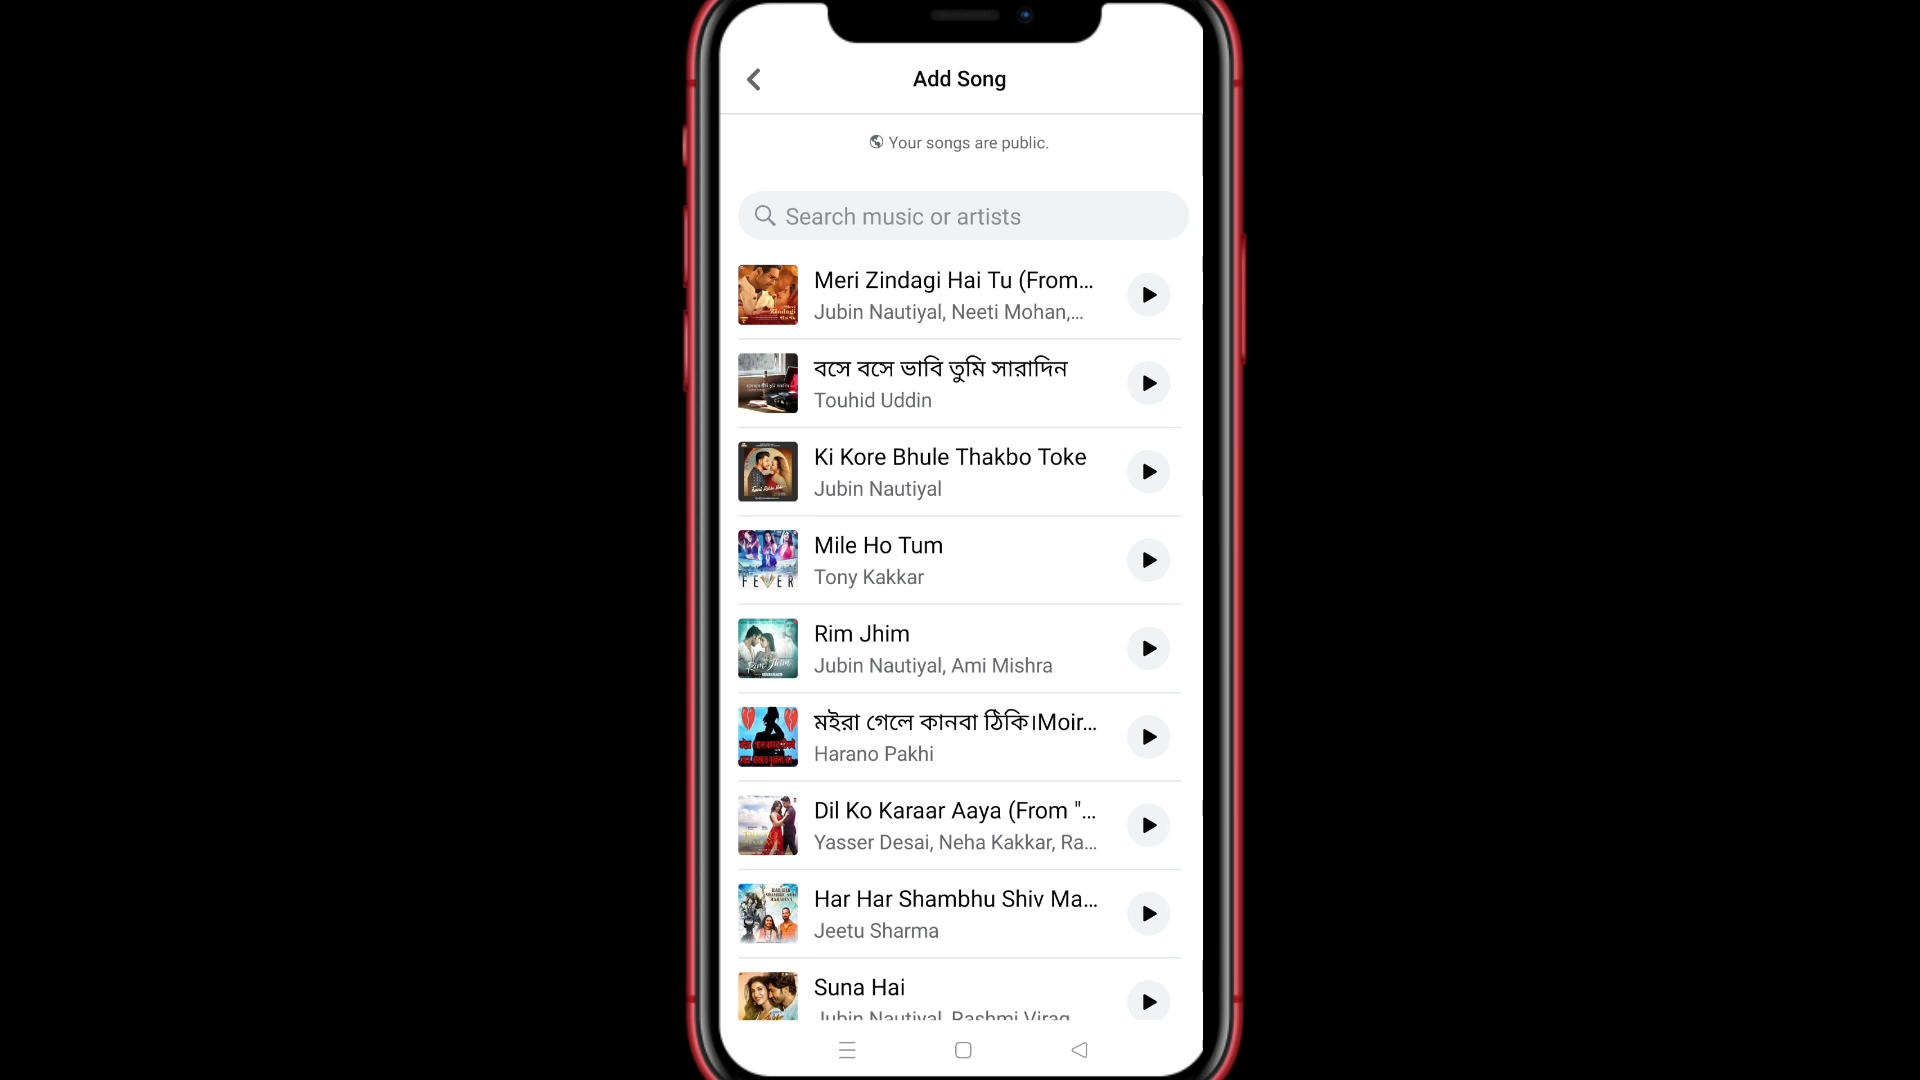 Add Song
Your songs are public.
Search music or artists
Meri Zindagi Hai Tu (From...
Jubin Nautiyal, Neeti Mohan,...
বসে বসে ভাবি তুমি সারাদিন
Touhid Uddin
Ki Kore Bhule Thakbo Toke
Jubin Nautiyal
Mile Ho Tum
Tony Kakkar
FEVER
Rim Jhim
Jubin Nautiyal, Ami Mishra
Rim Jhim
মইরা গেলে কানবা ঠিকি।Moir...
Harano Pakhi
Dil Ko Karaar Aaya (From "...
Yasser Desai, Neha Kakkar, Ra...
Har Har Shambhu Shiv Ma...
Jeetu Sharma
Suna Hai
Jubin Nautiyal, Rashmi Virag